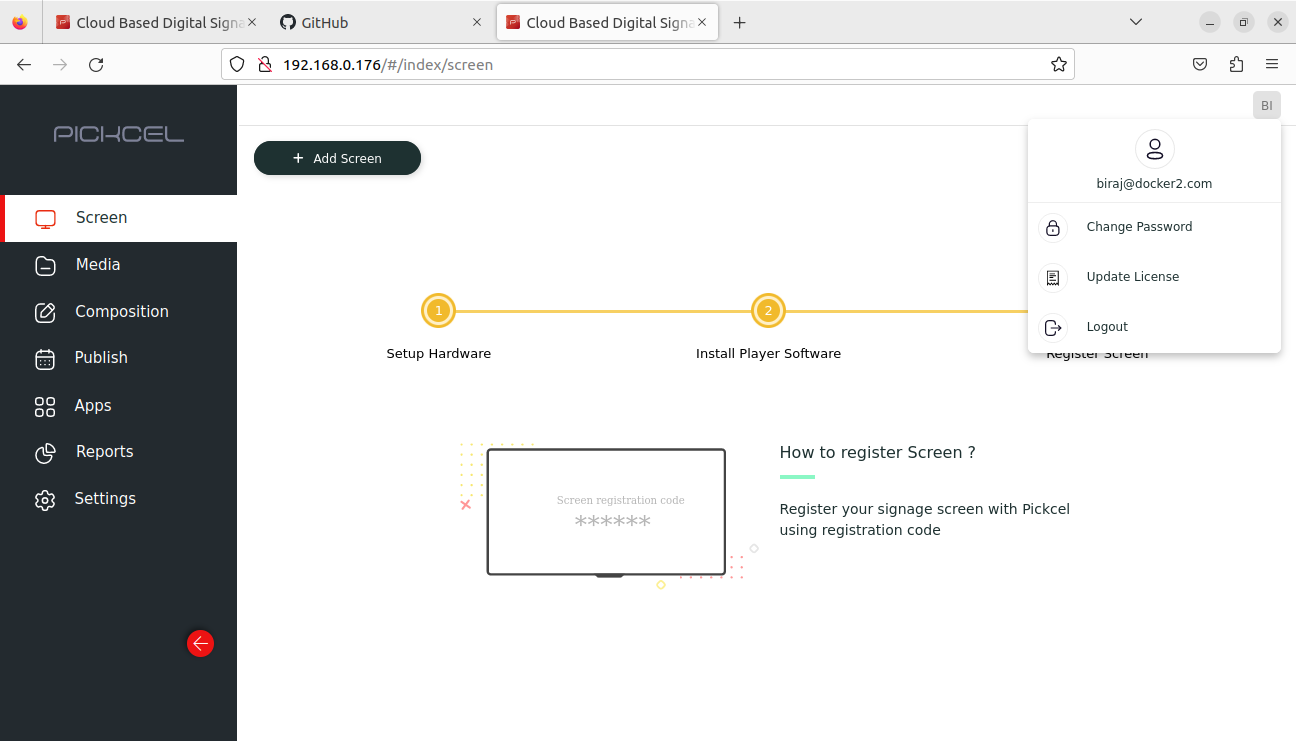 Cloud Based Digital Signa
GitHub
Cloud Based Digital Signa
192.168.0.176/#/index/screen
PICKCEL
BI
+ Add Screen
biraj@docker2.com
Change Password
Update License
Logout
Screen
Media
Composition
Publish
Apps
Reports
Settings
1
2
Setup Hardware
Install Player Software
Register Screen
Screen registration code
******
How to register Screen ?
Register your signage screen with Pickcel
using registration code